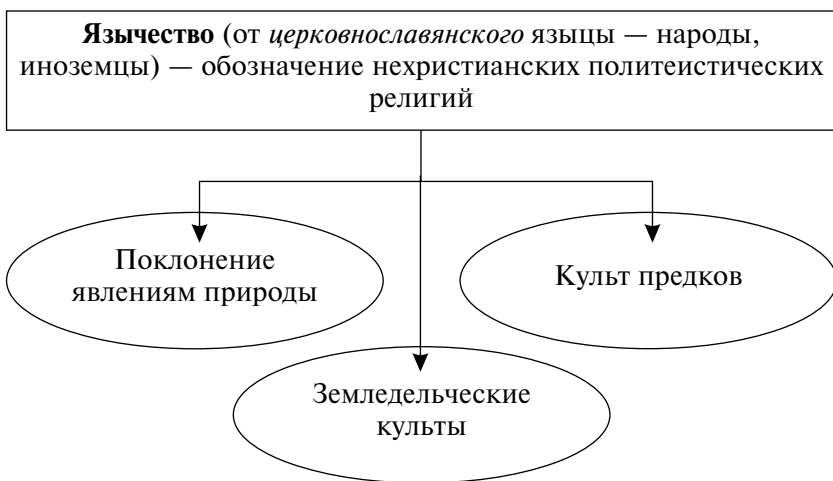 Язычество (от церковнославянского языцы — народы,
иноземцы) — обозначение нехристианских политеистических
религий
Поклонение
явлениям природы
Культ предков
Земледельческие
культы